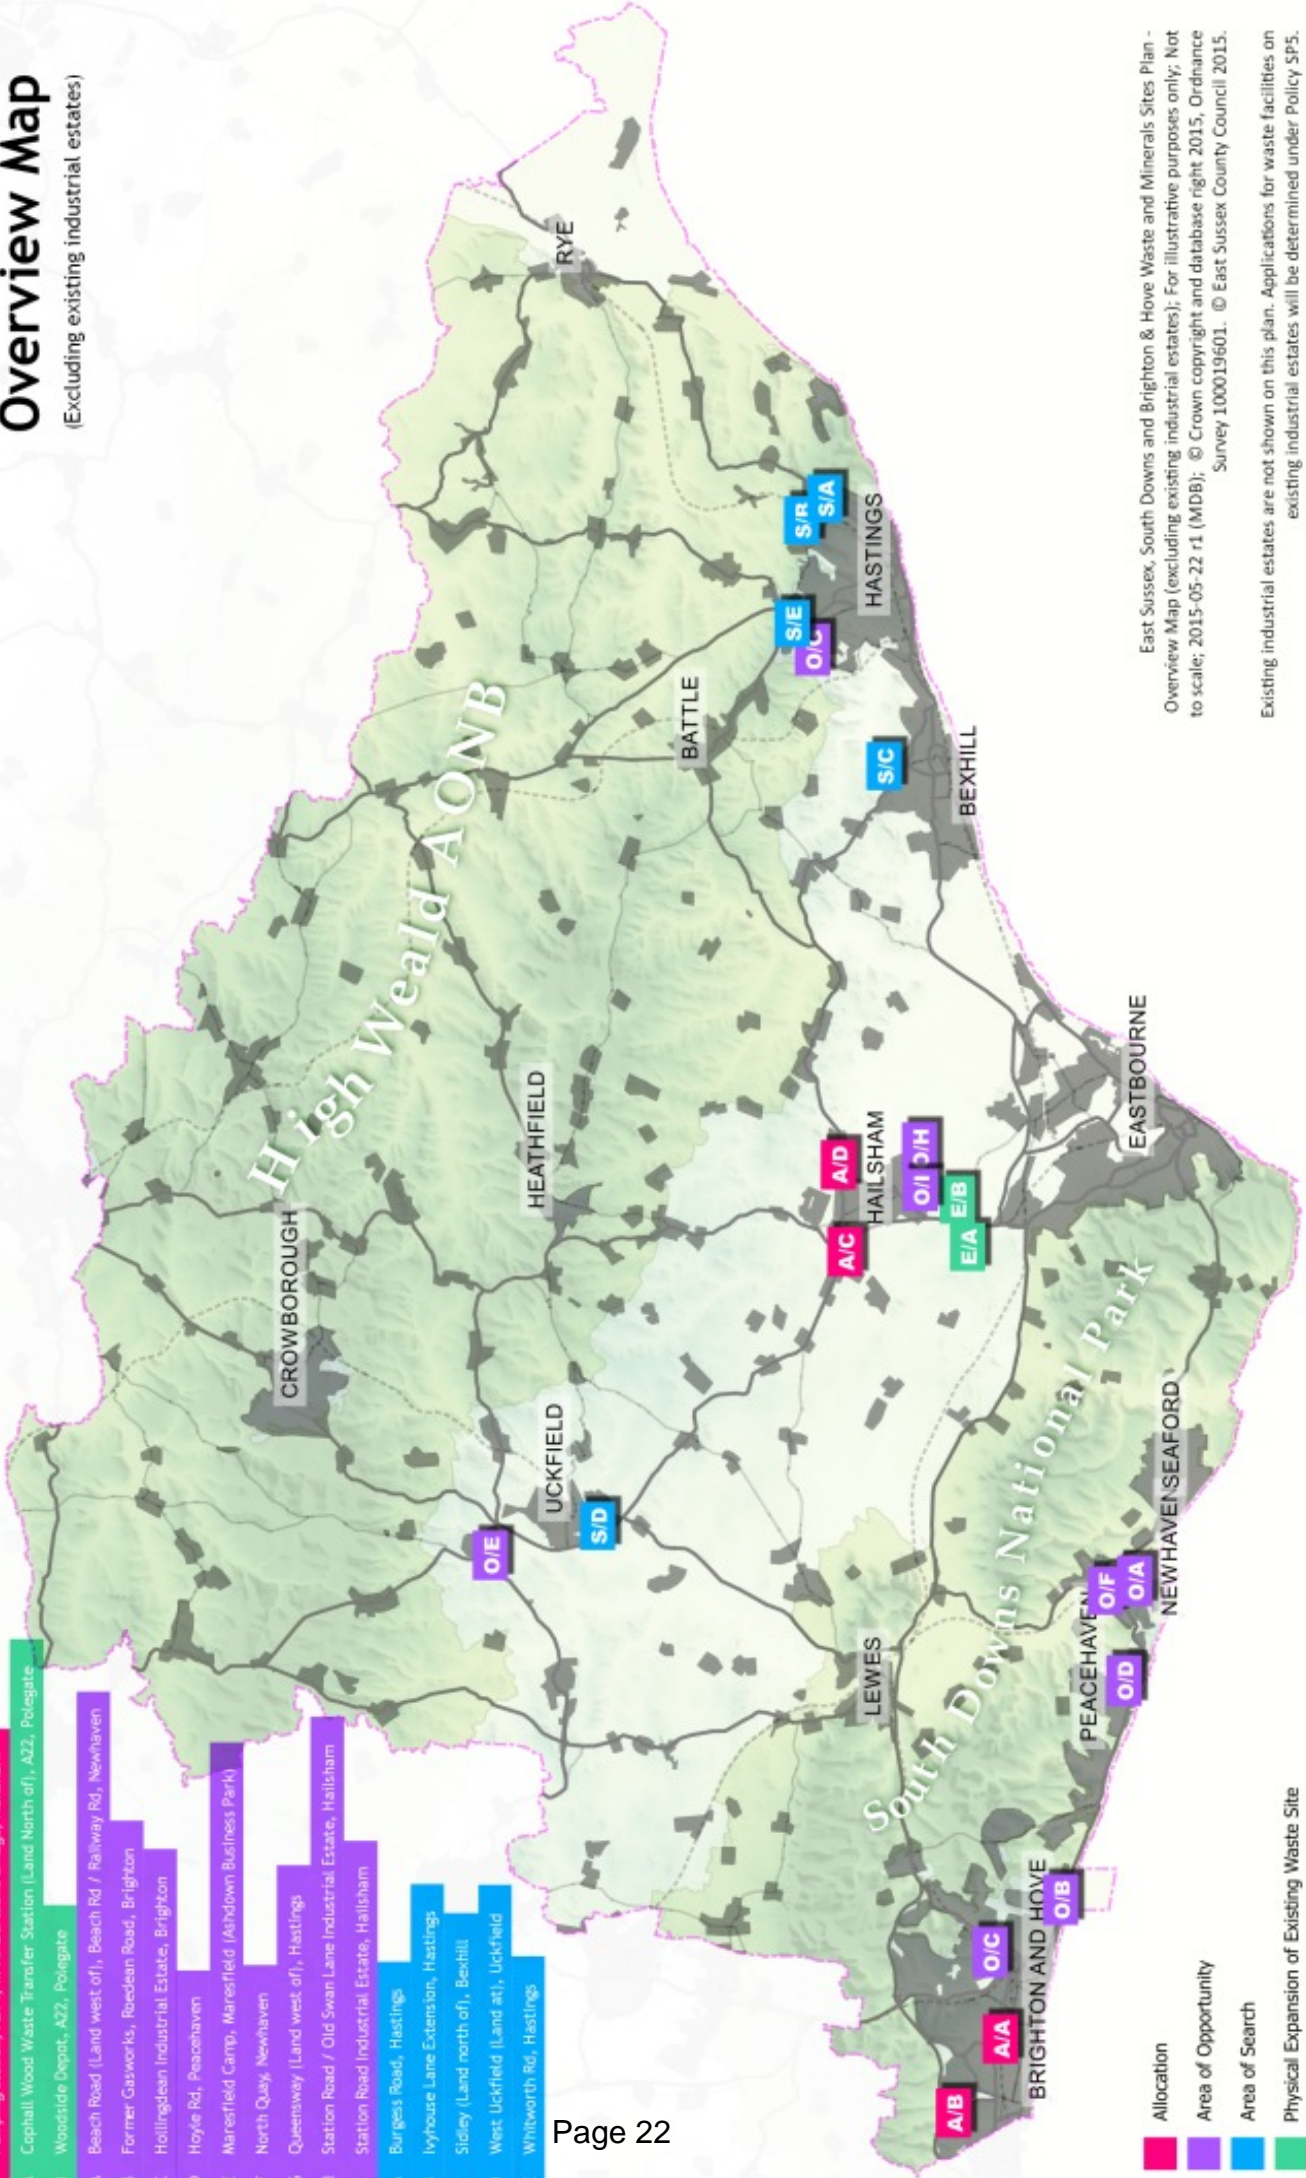 Overview Map
(Excluding existing industrial estates)
Cophall Wood Waste Transfer Station (Land North of), A22, Polegate
Woodside Depot, A22, Polegate
Beach Road (Land west of), Beach Rd / Railway Rd, Newhaven
Former Gasworks, Roedean Road, Brighton
Hollingdean Industrial Estate, Brighton
Hoyle Rd, Peacehaven
Maresfield Camp, Maresfield (Ashdown Business Park)
North Quay, Newhaven
Queensway (Land west of), Hastings
Station Road / Old Swan Lane Industrial Estate, Hailsham
Station Road Industrial Estate, Hailsham
Burgess Road, Hastings
Ivyhouse Lane Extension, Hastings
Sidley (Land north of), Bexhill
West Uckfield (Land at), Uckfield
Whitworth Rd, Hastings
High Weald AONB
CROWBOROUGH
HEATHFIELD
RYE
BATTLE
UCKFIELD
O/E
S/D
S/R
S/A
S/E
HASTINGS
S/C
BEXHILL
A/D
A/C
HAILSHAM
O/I
O/H
E/B
E/A
EASTBOURNE
LEWES
South Downs National Park
O/F
O/A
NEWHAVEN
SEAFORD
PEACEHAVEN
O/D
O/B
O/C
BRIGHTON AND HOVE
A/A
A/B
Allocation
Area of Opportunity
Area of Search
Physical Expansion of Existing Waste Site
East Sussex, South Downs and Brighton & Hove Waste and Minerals Sites Plan -
Overview Map (excluding existing industrial estates); For illustrative purposes only; Not
to scale; 2015-05-22 r1 (MDB); © Crown copyright and database right 2015, Ordnance
Survey 100019601. © East Sussex County Council 2015.
Existing industrial estates are not shown on this plan. Applications for waste facilities on
existing industrial estates will be determined under Policy SP5.
Page 22